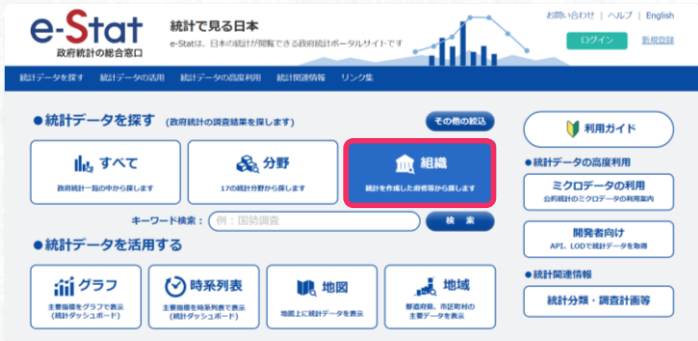 e-Stat
政府統計の総合窓口
統計で見る日本
e-Statは、日本の統計が閲覧できる政府統計ポータルサイトです
お問い合わせ | ヘルプ | English
ログイン
新規登録
統計データを探す 統計データの活用 統計データの高度利用 統計関連情報 リンク集
●統計データを探す (政府統計の調査結果を探します)
その他の絞込
すべて
政府統計一覧の中から探します
分野
17の統計分野から探します
組織
統計を作成した府省等から探します
キーワード検索:
例:国勢調査
検 索
●統計データを活用する
グラフ
主要指標をグラフで表示
(統計ダッシュボード)
時系列表
主要指標を時系列表で表示
(統計ダッシュボード)
地図
地図上に統計データを表示
地域
都道府県、市区町村の
主要データを表示
利用ガイド
●統計データの高度利用
ミクロデータの利用
公的統計のミクロデータの利用案内
開発者向け
API、LODで統計データを取得
●統計関連情報
統計分類・調査計画等